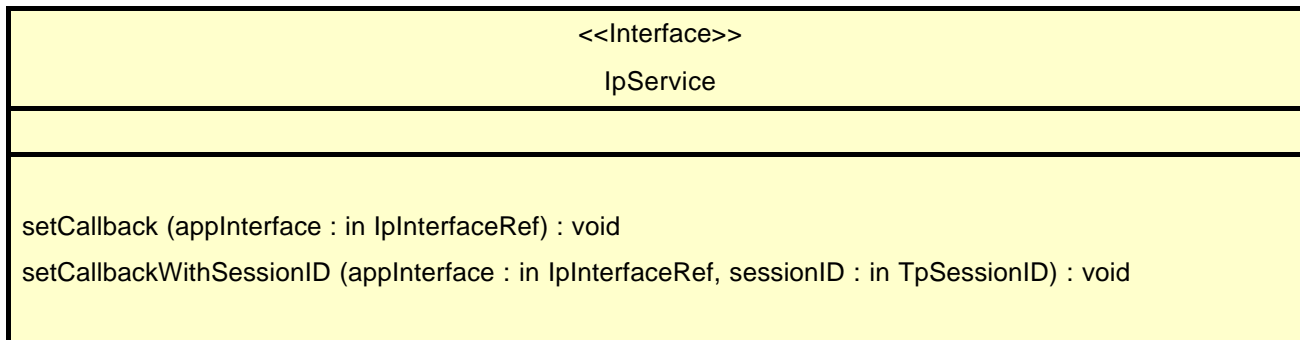 <<Interface>>
IpService
setCallback (appInterface : in IpInterfaceRef) : void
setCallbackWithSessionID (appInterface : in IpInterfaceRef, sessionID : in TpSessionID) : void